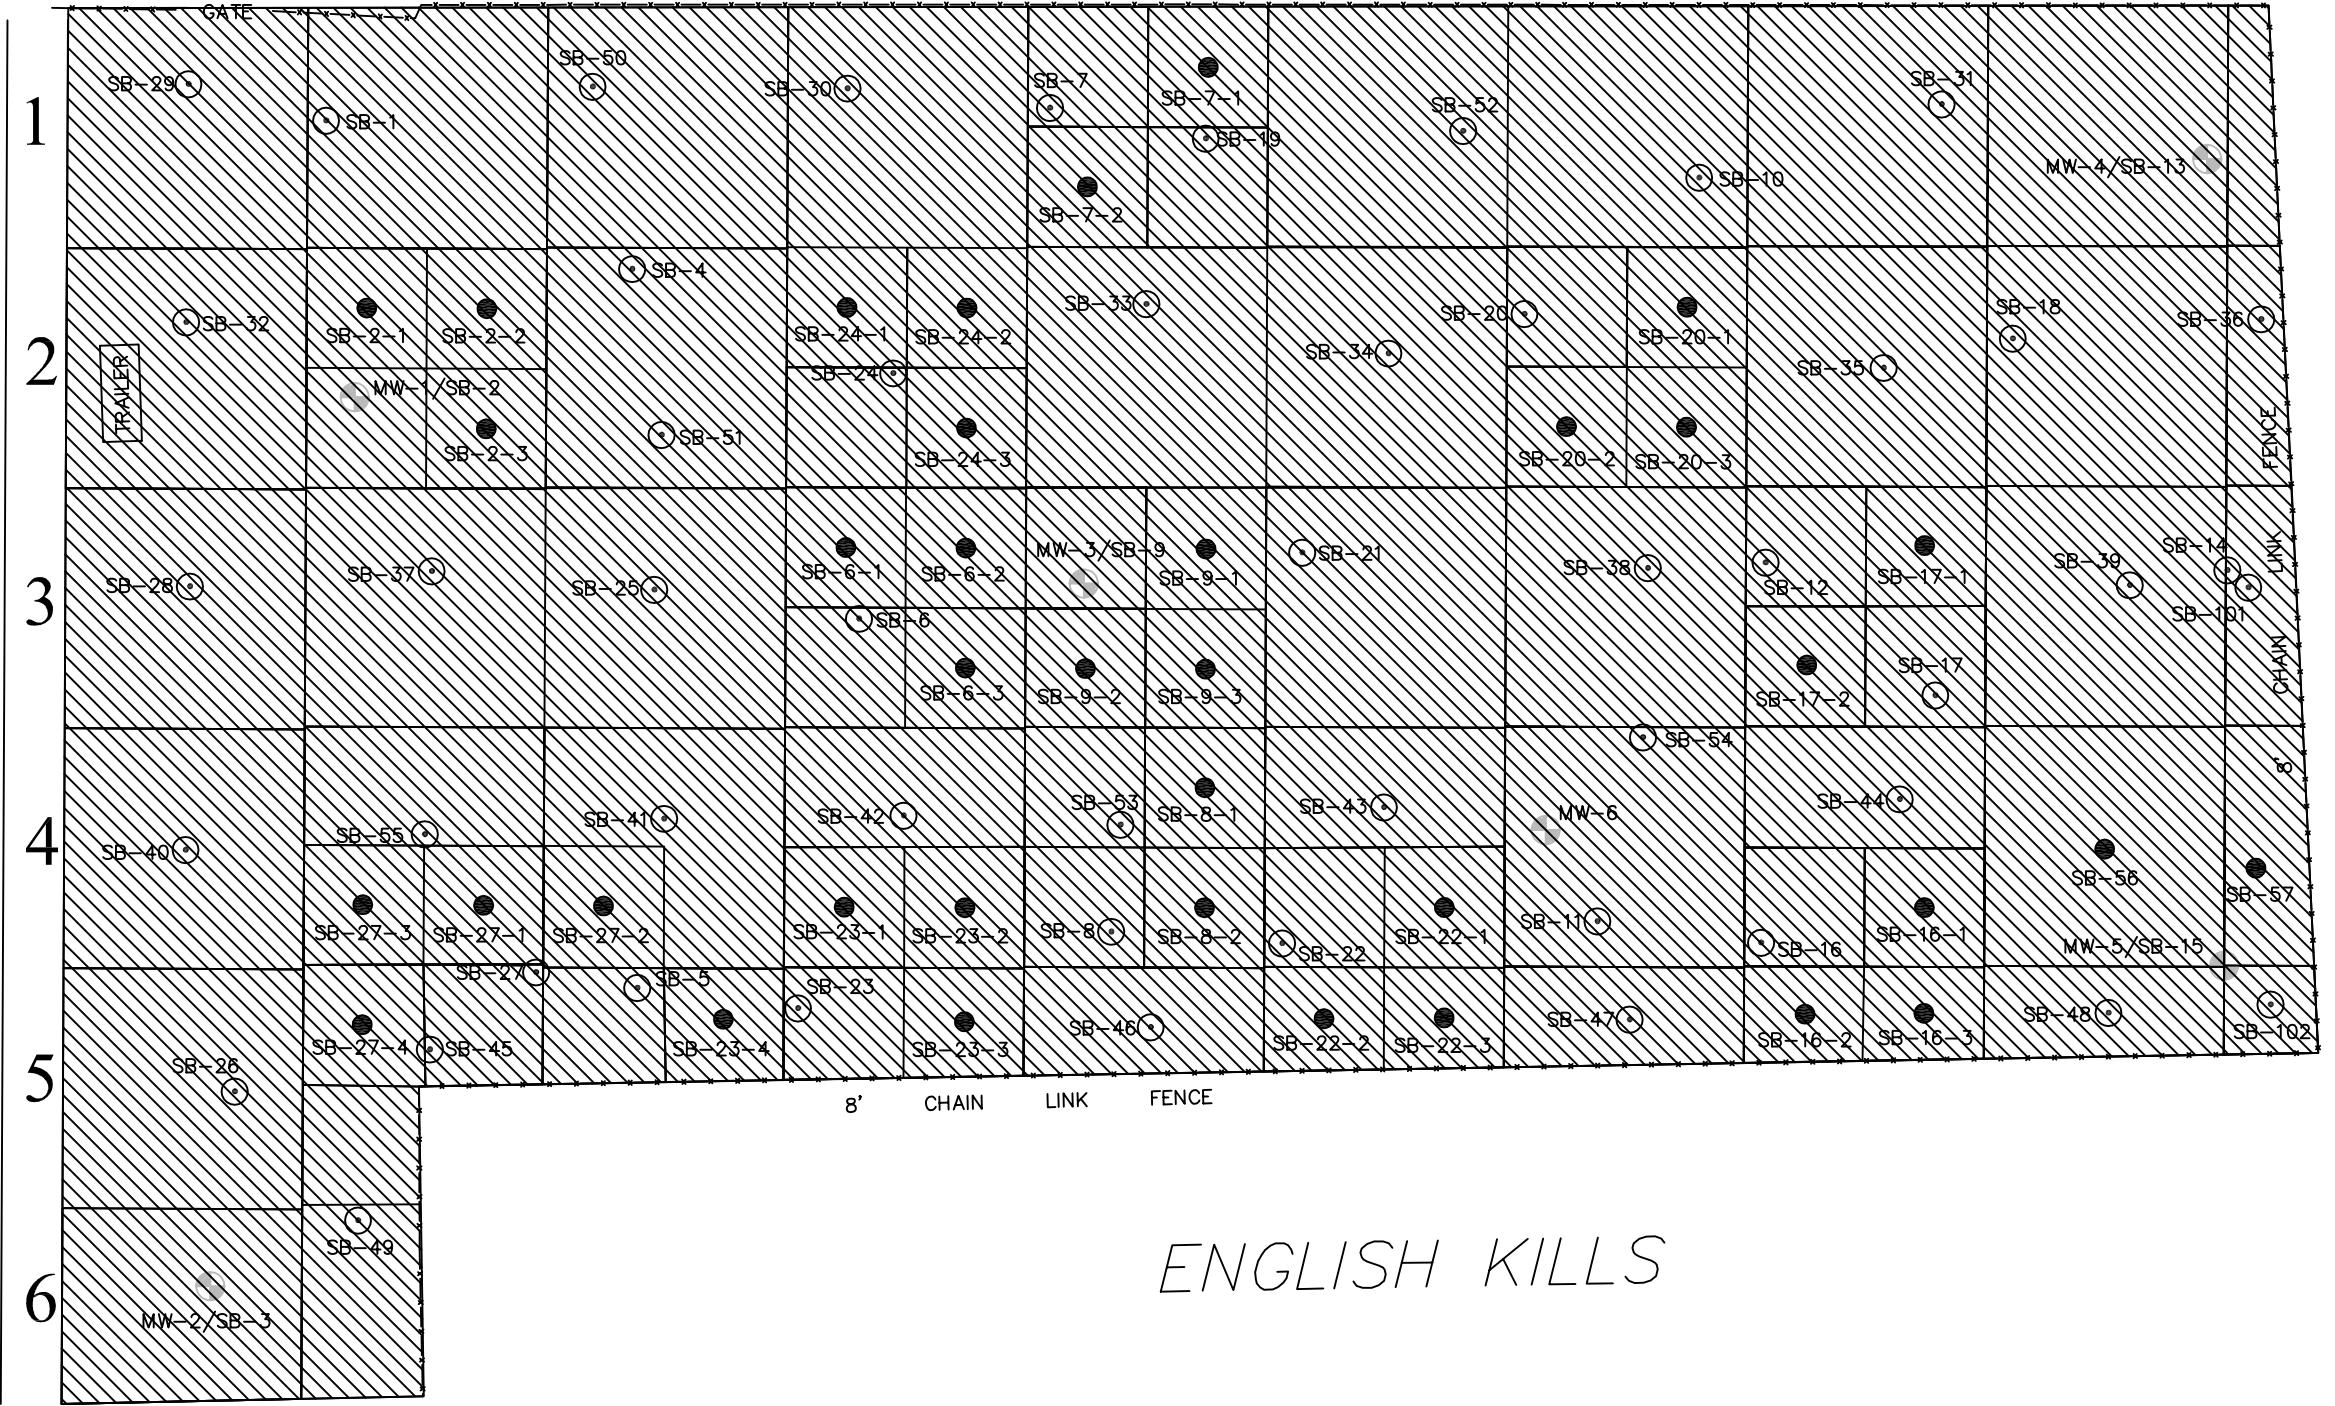 GATE
1
SB-29
SB-1
SB-50
SB-30
SB-7
SB-7-1
SB-19
SB-7-2
SB-52
SB-10
SB-31
MW-4/SB-13
2
SB-32
TRAILER
SB-2-1
SB-2-2
MW-1/SB-2
SB-2-3
SB-4
SB-51
SB-24-1
SB-24-2
SB-24
SB-24-3
SB-33
SB-34
SB-20
SB-20-1
SB-20-2
SB-20-3
SB-35
SB-18
SB-36
3
SB-28
SB-37
SB-25
SB-6-1
SB-6-2
SB-6
SB-6-3
MW-3/SB-9
SB-9-1
SB-9-2
SB-9-3
SB-21
SB-38
SB-12
SB-17-1
SB-17-2
SB-17
SB-39
SB-14
SB-101
8' CHAIN LINK FENCE
4
SB-40
SB-55
SB-41
SB-42
SB-53
SB-8-1
SB-43
SB-54
MW-6
SB-44
SB-56
SB-57
SB-27-3
SB-27-1
SB-27-2
SB-23-1
SB-23-2
SB-8
SB-8-2
SB-22
SB-22-1
SB-11
SB-16
SB-16-1
MW-5/SB-15
5
SB-26
SB-27
SB-27-4
SB-45
SB-5
SB-23-4
SB-23
SB-23-3
SB-46
SB-22-2
SB-22-3
SB-47
SB-16-2
SB-16-3
SB-48
SB-102
8' CHAIN LINK FENCE
6
SB-49
MW-2/SB-3
ENGLISH KILLS